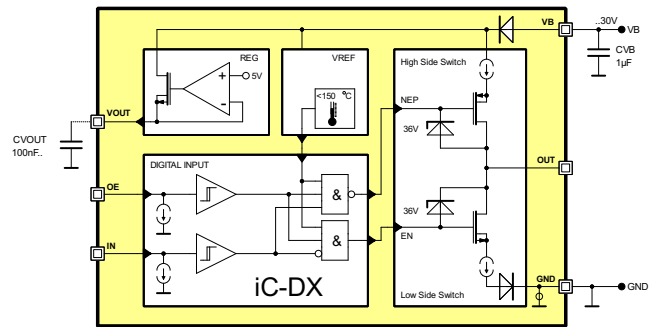 ..30V
VB
VB
CVB
1µF
REG
5V
+
-
VREF
<150 °C
High Side Switch
NEP
36V
VOUT
CVOUT
100nF..
DIGITAL INPUT
OE
IN
&
&
OUT
36V
EN
iC-DX
Low Side Switch
GND
GND